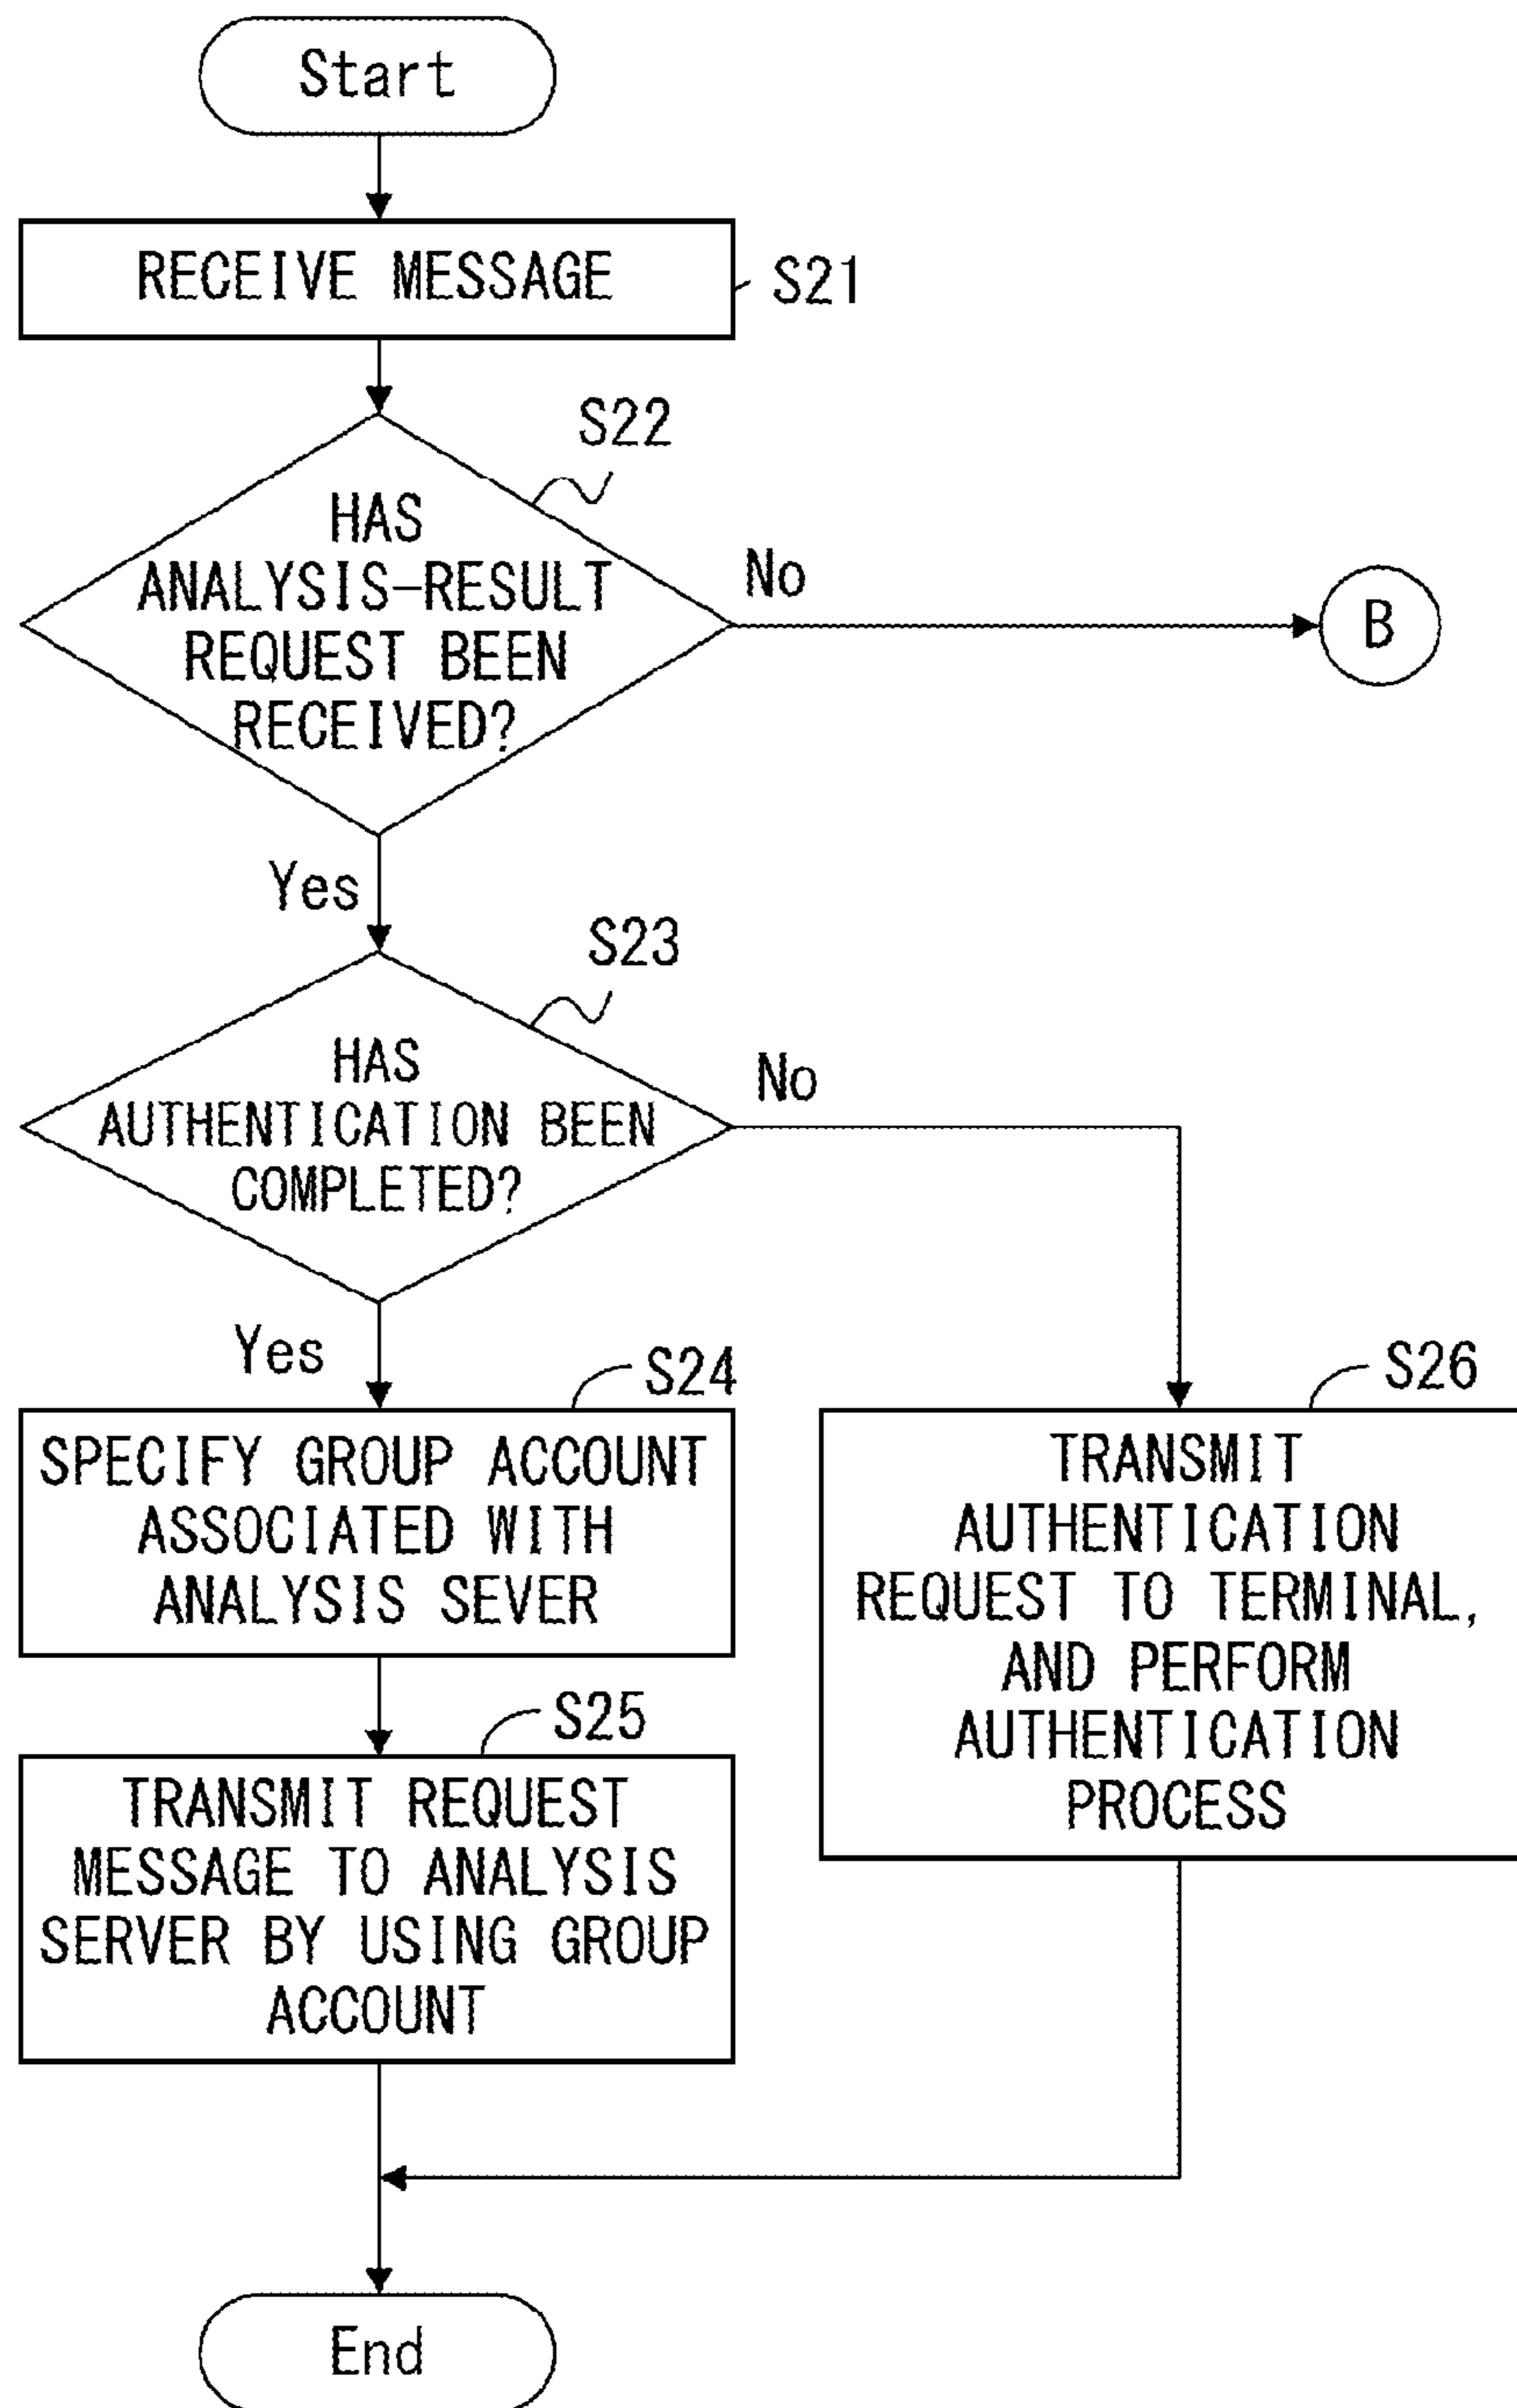 Start
RECEIVE MESSAGE
S21
S22
HAS
ANALYSIS-RESULT
REQUEST BEEN
RECEIVED?
No
B
Yes
S23
HAS
AUTHENTICATION BEEN
COMPLETED?
No
Yes
S24
SPECIFY GROUP ACCOUNT
ASSOCIATED WITH
ANALYSIS SEVER
S26
TRANSMIT
AUTHENTICATION
REQUEST TO TERMINAL,
AND PERFORM
AUTHENTICATION
PROCESS
S25
TRANSMIT REQUEST
MESSAGE TO ANALYSIS
SERVER BY USING GROUP
ACCOUNT
End